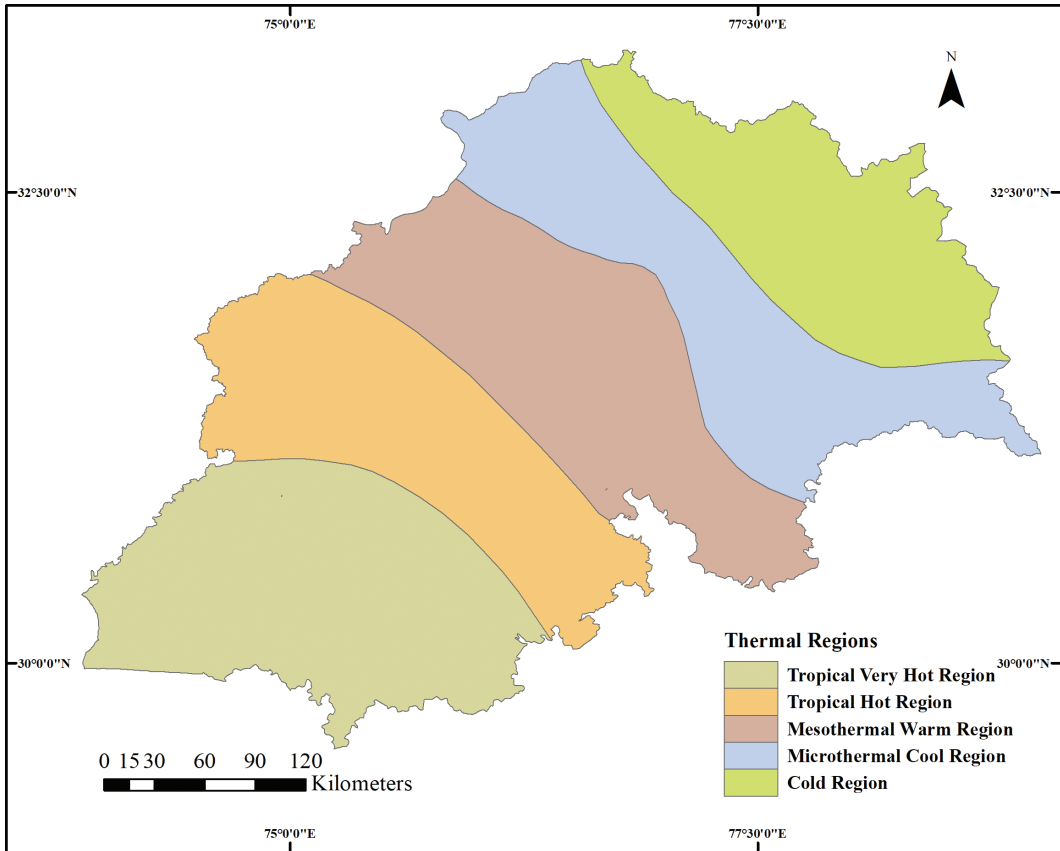 75°0'0"E 77°30'0"E
N
32°30'0"N 32°30'0"N
Thermal Regions
30°0'0"N 30°0'0"N
Tropical Very Hot Region
Tropical Hot Region
Mesothermal Warm Region
Microthermal Cool Region
Cold Region
0 15 30 60 90 120
Kilometers
75°0'0"E 77°30'0"E